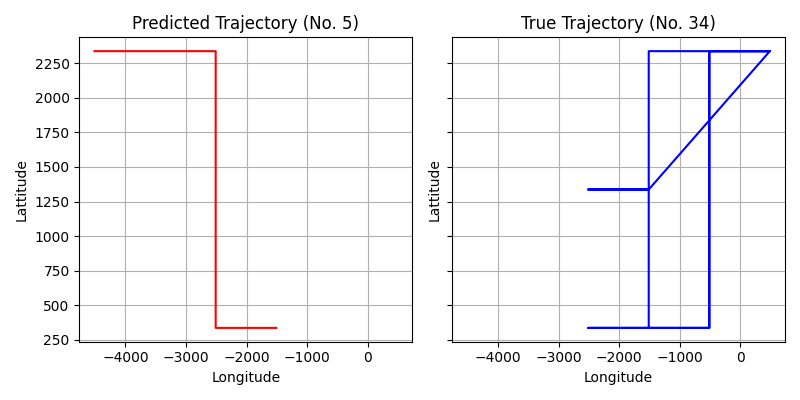 Predicted Trajectory (No. 5)
True Trajectory (No. 34)
Lattitude
2250
2000
1750
1500
1250
1000
750
500
250
−4000 −3000 −2000 −1000 0
Longitude
Lattitude
−4000 −3000 −2000 −1000 0
Longitude